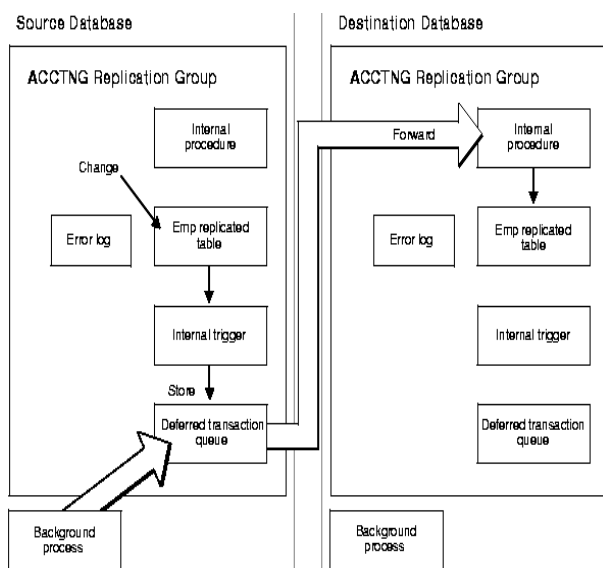 Source Database
ACCTNG Replication Group
Internal
procedure
Change
Error log
Emp replicated
table
Internal trigger
Store
Deferred transaction
queue
Background
process
Forward
Destination Database
ACCTNG Replication Group
Internal
procedure
Error log
Emp replicated
table
Internal trigger
Deferred transaction
queue
Background
process